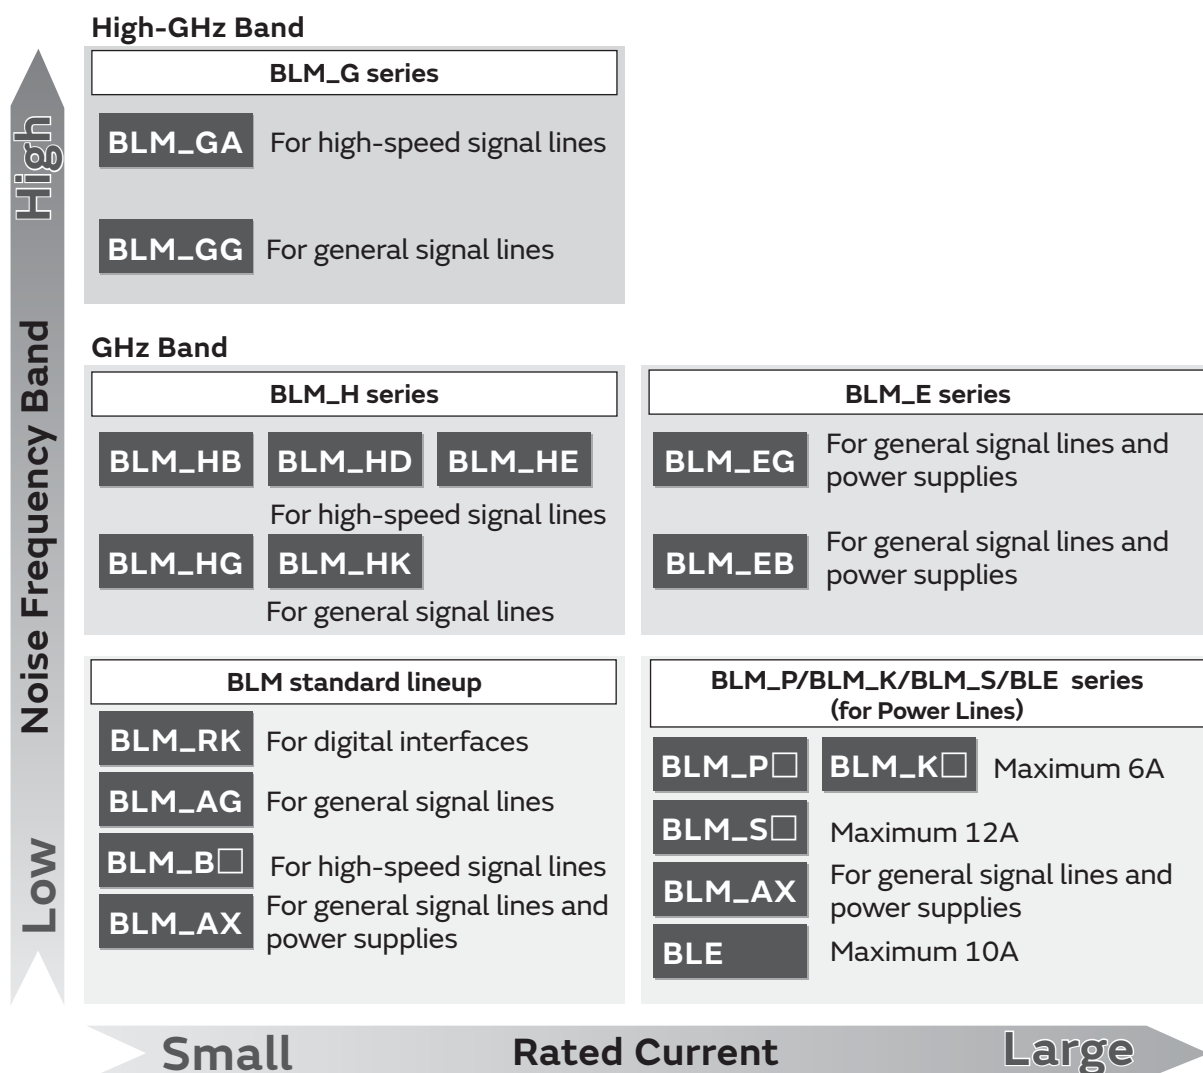 High-GHz Band
BLM_G series
BLM_GA For high-speed signal lines
BLM_GG For general signal lines
High
Noise Frequency Band
Low
GHz Band
BLM_H series
BLM_HB BLM_HD BLM_HE
For high-speed signal lines
BLM_HG BLM_HK
For general signal lines
BLM_E series
BLM_EG For general signal lines and
power supplies
BLM_EB For general signal lines and
power supplies
BLM standard lineup
BLM_RK For digital interfaces
BLM_AG For general signal lines
BLM_B□ For high-speed signal lines
BLM_AX For general signal lines and
power supplies
BLM_P/BLM_K/BLM_S/BLE series
(for Power Lines)
BLM_P□ BLM_K□ Maximum 6A
BLM_S□ Maximum 12A
BLM_AX For general signal lines and
power supplies
BLE Maximum 10A
Small Rated Current Large